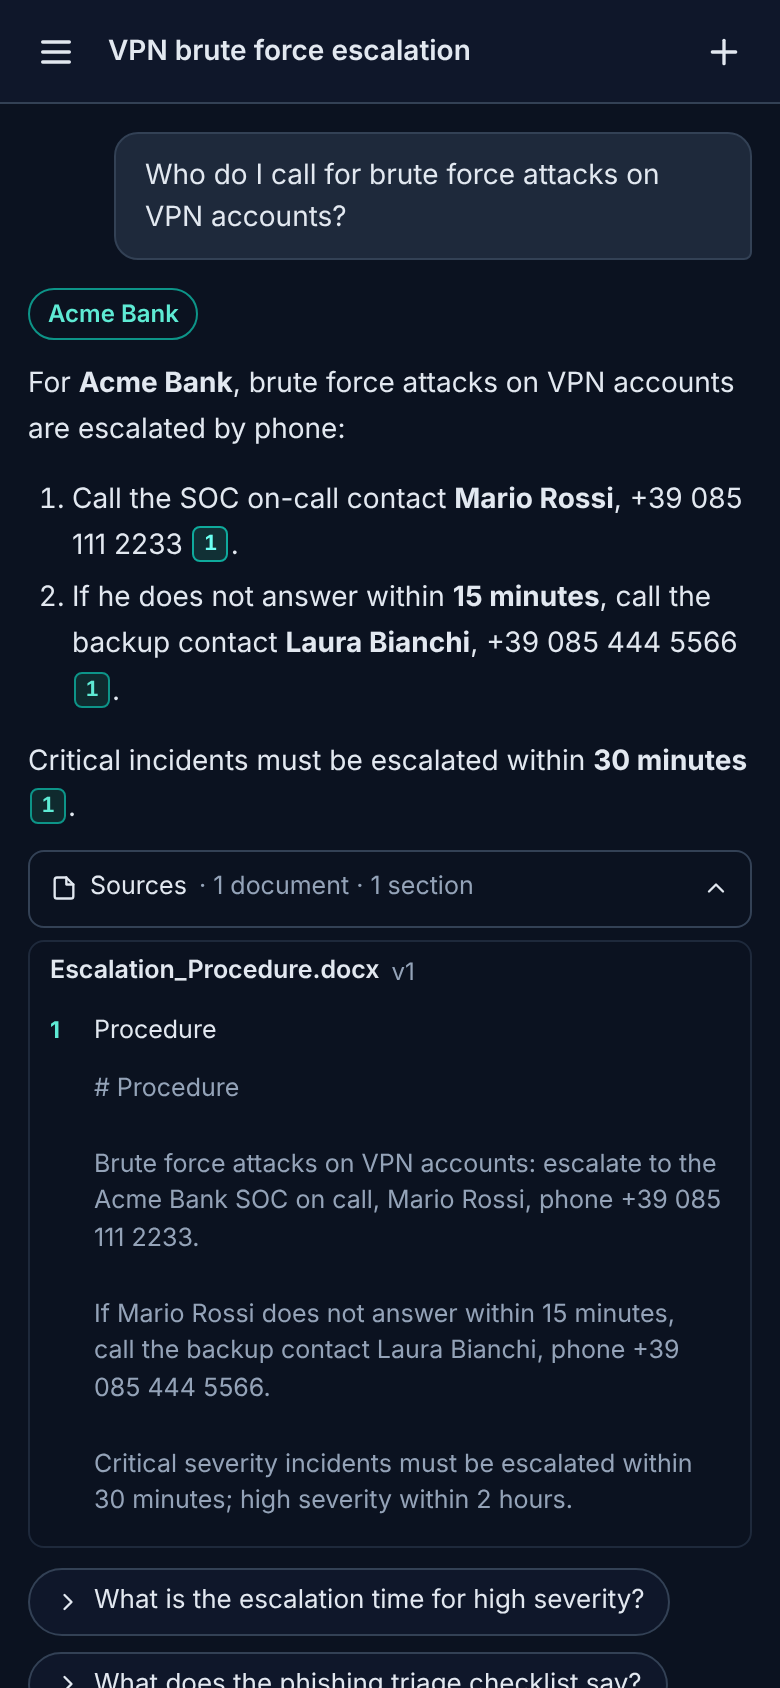 VPN brute force escalation
Who do I call for brute force attacks on
VPN accounts?
Acme Bank
For Acme Bank, brute force attacks on VPN accounts
are escalated by phone:
1. Call the SOC on-call contact Mario Rossi, +39 085
111 2233 1.
2. If he does not answer within 15 minutes, call the
backup contact Laura Bianchi, +39 085 444 5566
1.
Critical incidents must be escalated within 30 minutes
1.
Sources · 1 document · 1 section
Escalation_Procedure.docx v1
1 Procedure
# Procedure
Brute force attacks on VPN accounts: escalate to the
Acme Bank SOC on call, Mario Rossi, phone +39 085
111 2233.
If Mario Rossi does not answer within 15 minutes,
call the backup contact Laura Bianchi, phone +39
085 444 5566.
Critical severity incidents must be escalated within
30 minutes; high severity within 2 hours.
What is the escalation time for high severity?
What does the phishing triage checklist say?